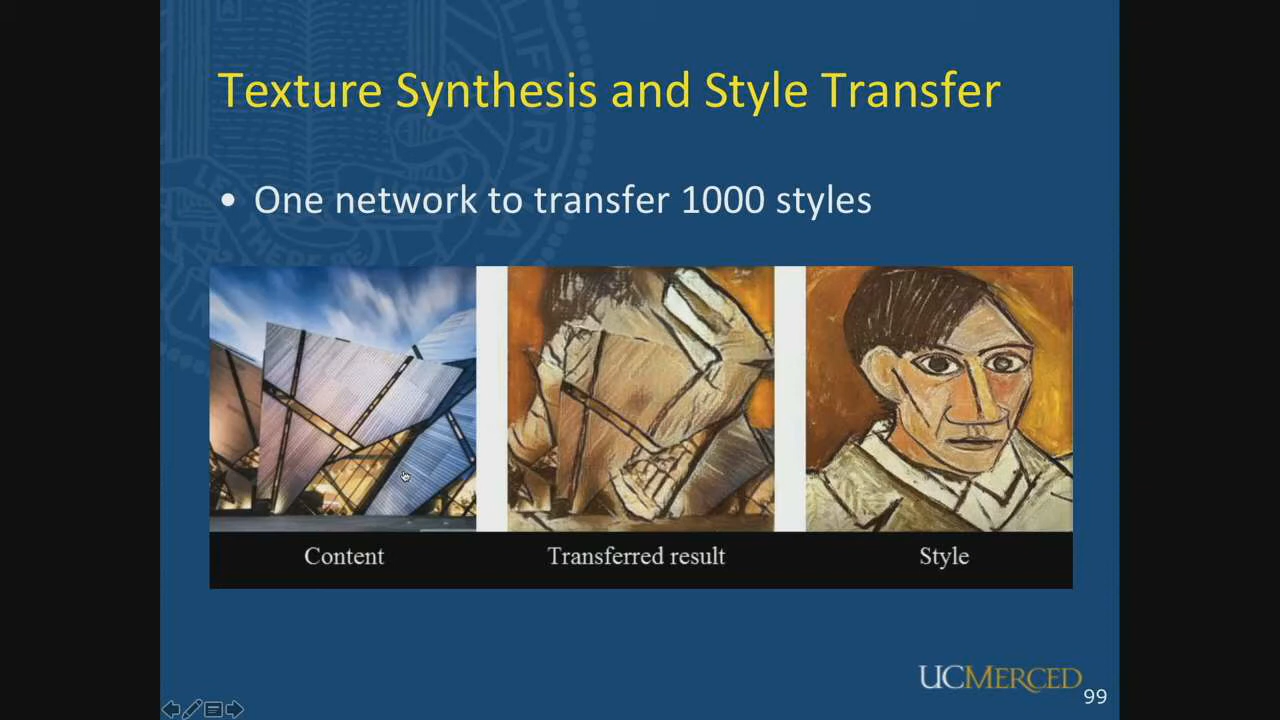 Texture Synthesis and Style Transfer
• One network to transfer 1000 styles
Content Transferred result Style
UCMERCED
99